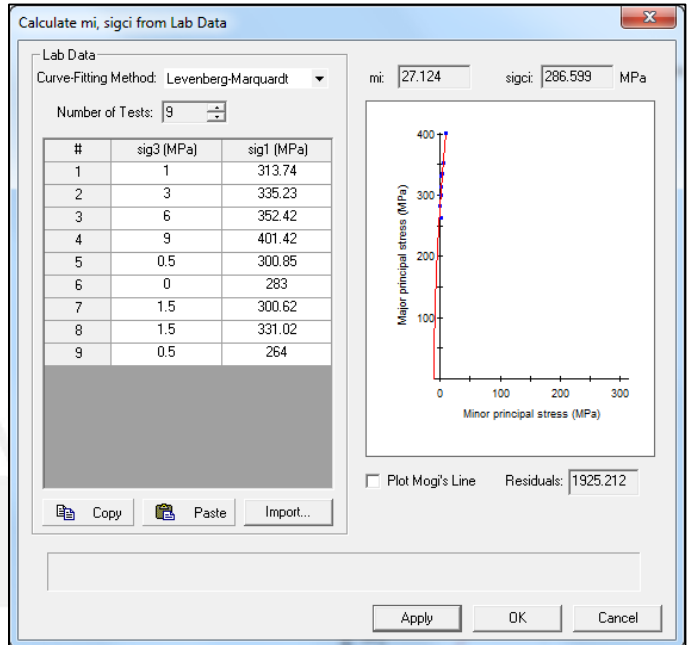 Calculate mi, sigci from Lab Data
x
Lab Data
Curve-Fitting Method: Levenberg-Marquardt
Number of Tests: 9
# sig3 (MPa) sig1 (MPa)
1 1 313.74
2 3 335.23
3 6 352.42
4 9 401.42
5 0.5 300.85
6 0 283
7 1.5 300.62
8 1.5 331.02
9 0.5 264
Copy Paste Import...
mi: 27.124 sigci: 286.599 MPa
Major principal stress (MPa)
400
300
200
100
0 100 200 300
Minor principal stress (MPa)
Plot Mogi's Line Residuals: 1925.212
Apply OK Cancel